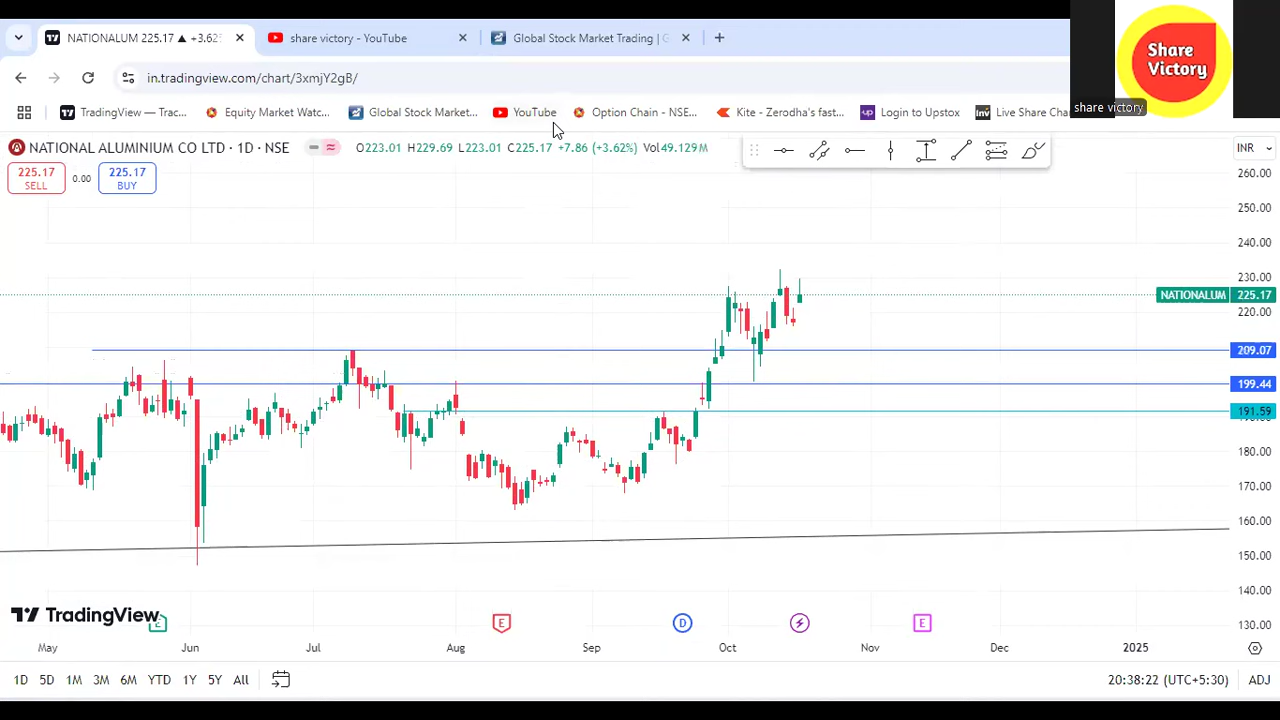 NATIONALUM 225.17 ▲ +3.62
share victory - YouTube
Global Stock Market Trading | G
in.tradingview.com/chart/3xmjY2gB/
Share
Victory
share victory
TradingView — Trac...
Equity Market Watc...
Global Stock Market...
YouTube
Option Chain - NSE...
Kite - Zerodha's fast...
Login to Upstox
Live Share Cha
NATIONAL ALUMINIUM CO LTD · 1D · NSE
O223.01 H229.69 L223.01 C225.17 +7.86 (+3.62%) Vol49.129M
INR
225.17
SELL
0.00
225.17
BUY
260.00
250.00
240.00
230.00
NATIONALUM 225.17
220.00
209.07
199.44
191.59
180.00
170.00
160.00
150.00
140.00
130.00
TradingView
E
E
D
E
May Jun Jul Aug Sep Oct Nov Dec 2025
1D 5D 1M 3M 6M YTD 1Y 5Y All
20:38:22 (UTC+5:30)
ADJ